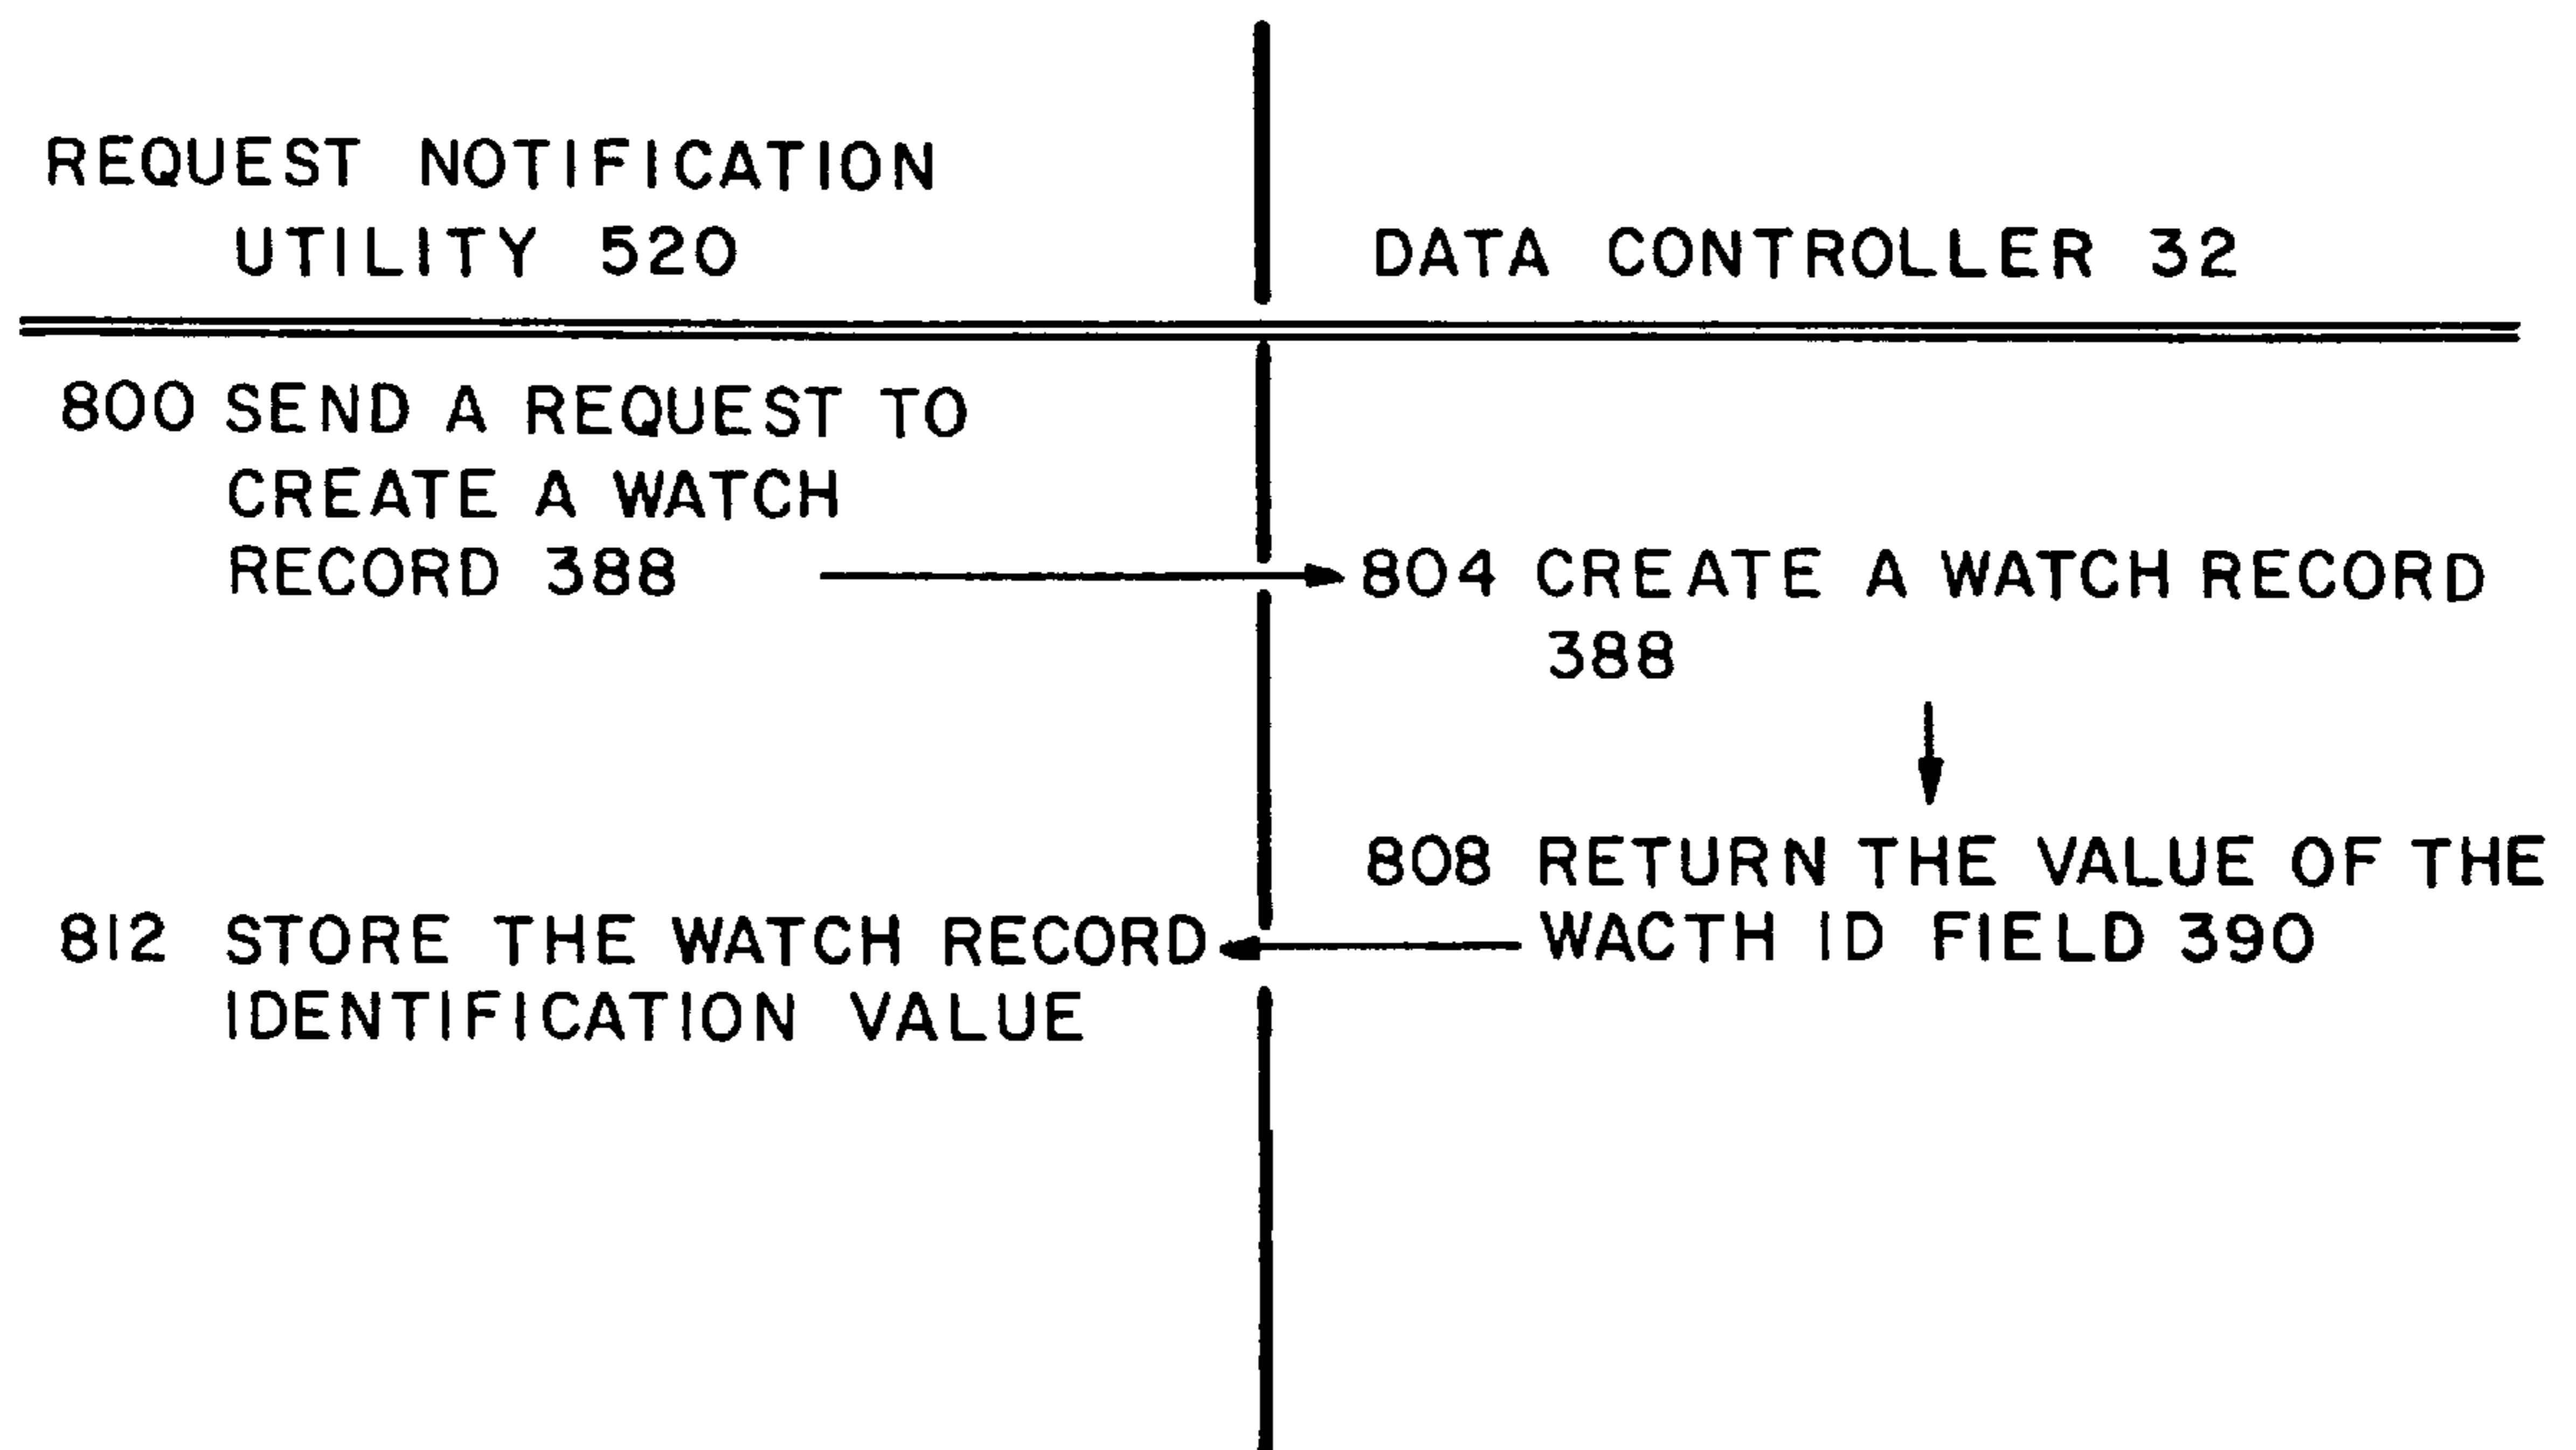 REQUEST NOTIFICATION
UTILITY 520
DATA CONTROLLER 32
800 SEND A REQUEST TO
CREATE A WATCH
RECORD 388
804 CREATE A WATCH RECORD
388
808 RETURN THE VALUE OF THE
WACTH ID FIELD 390
812 STORE THE WATCH RECORD
IDENTIFICATION VALUE